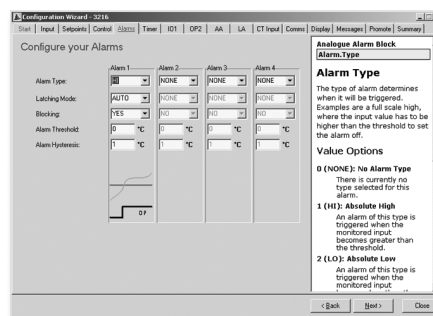 Configuration Wizard - 3216
Start Input Setpoints Control Alarms Timer IO1 OP2 AA LA CT Input Comms Display Messages Promote Summary
Configure your Alarms
Alarm 1 Alarm 2 Alarm 3 Alarm 4
Alarm Type: HI NONE NONE NONE
Latching Mode: AUTO NONE NONE NONE
Blocking: YES NO NO NO
Alarm Threshold: 0 °C 0 °C 0 °C 0 °C
Alarm Hysteresis: 1 °C 1 °C 1 °C 1 °C
OP
Analogue Alarm Block
Alarm.Type
Alarm Type
The type of alarm determines
when it will be triggered.
Examples are a full scale high,
where the input value has to be
higher than the threshold to set
the alarm off.
Value Options
0 (NONE): No Alarm Type
There is currently no
type selected for this
alarm.
1 (HI): Absolute High
An alarm of this type is
triggered when the
monitored input
becomes greater than
the threshold.
2 (LO): Absolute Low
An alarm of this type is
triggered when the
monitored input
< Back Next > Close